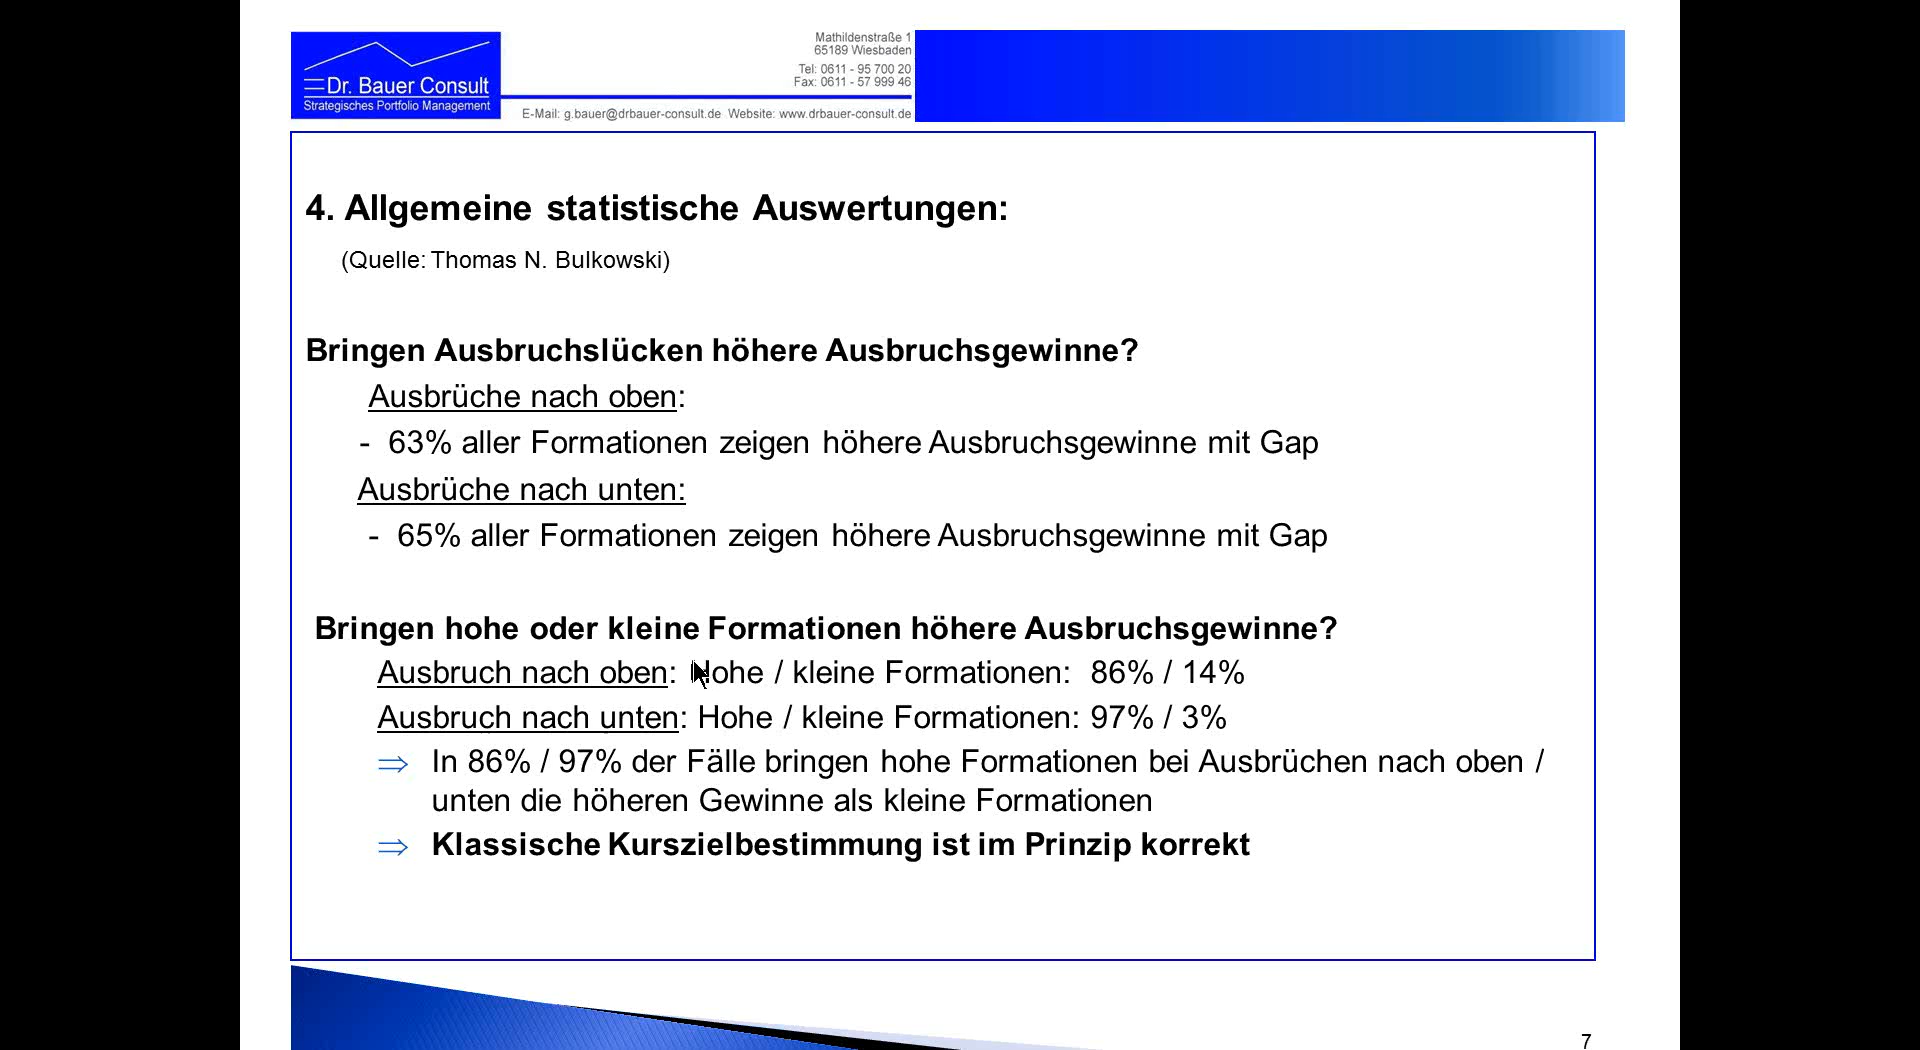 Dr. Bauer Consult
Strategisches Portfolio Management
Mathildenstraße 1
65189 Wiesbaden
Tel: 0611 - 95 700 20
Fax: 0611 - 57 999 46
E-Mail: g.bauer@drbauer-consult.de Website: www.drbauer-consult.de
4. Allgemeine statistische Auswertungen:
(Quelle: Thomas N. Bulkowski)
Bringen Ausbruchslücken höhere Ausbruchsgewinne?
Ausbrüche nach oben:
- 63% aller Formationen zeigen höhere Ausbruchsgewinne mit Gap
Ausbrüche nach unten:
- 65% aller Formationen zeigen höhere Ausbruchsgewinne mit Gap
Bringen hohe oder kleine Formationen höhere Ausbruchsgewinne?
Ausbruch nach oben: Hohe / kleine Formationen: 86% / 14%
Ausbruch nach unten: Hohe / kleine Formationen: 97% / 3%
⇒ In 86% / 97% der Fälle bringen hohe Formationen bei Ausbrüchen nach oben /
unten die höheren Gewinne als kleine Formationen
⇒ Klassische Kurszielbestimmung ist im Prinzip korrekt
7